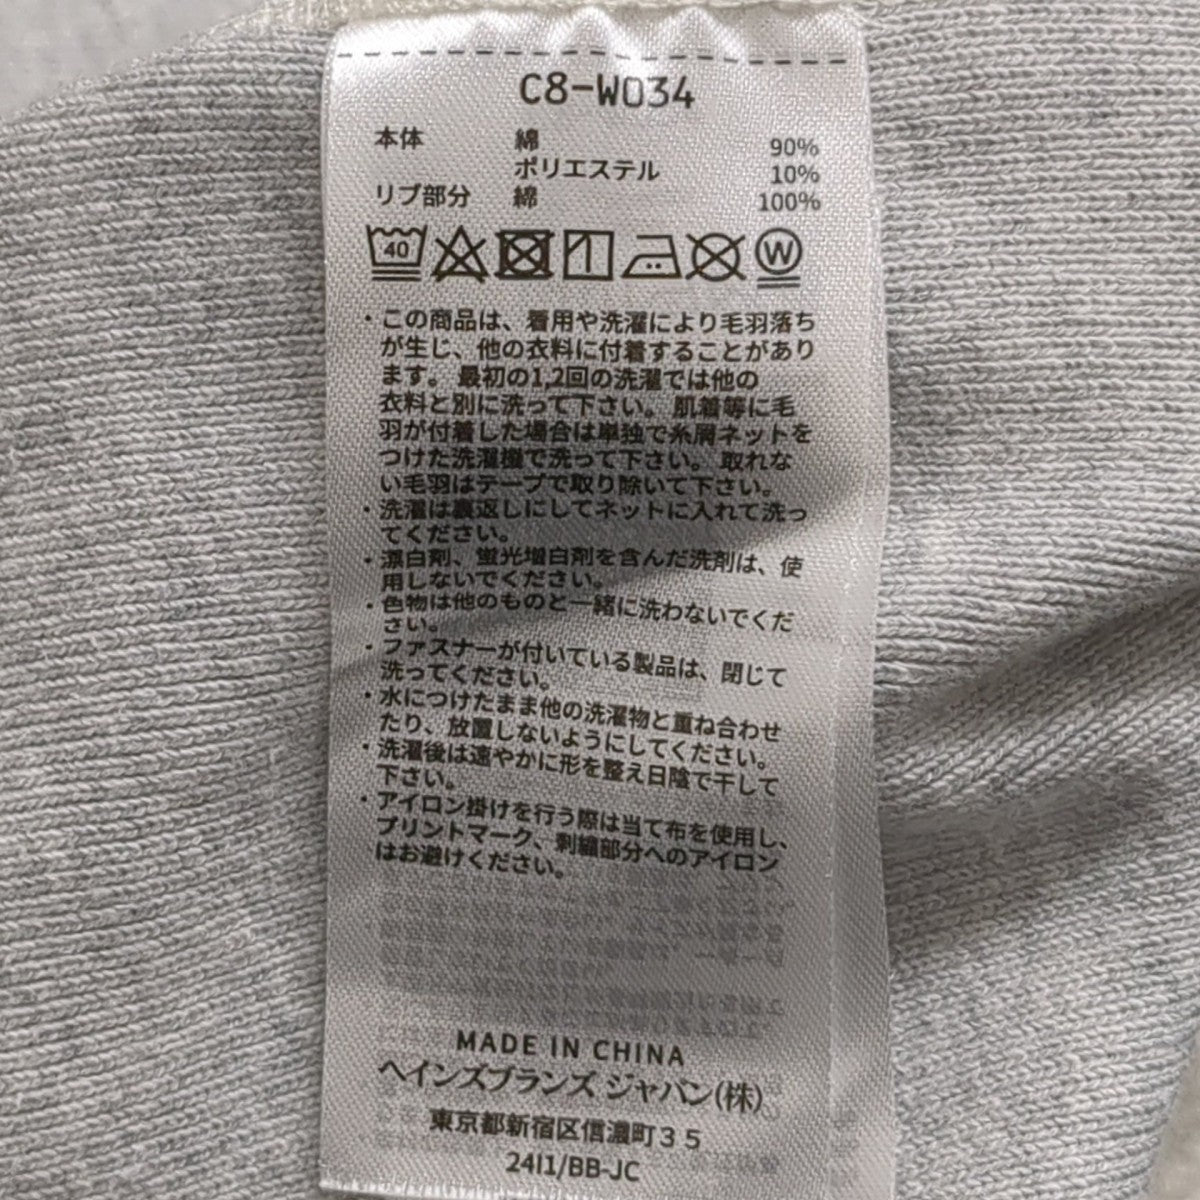 C8-W034
本体 綿 90%
ポリエステル 10%
リブ部分 綿 100%
40 W
・この商品は、着用や洗濯により毛羽落ち
が生じ、他の衣料に付着することがあり
ます。最初の1,2回の洗濯では他の
衣料と別に洗って下さい。肌着等に毛
羽が付着した場合は単独で糸屑ネットを
つけた洗濯機で洗って下さい。取れな
い毛羽はテープで取り除いて下さい。
・洗濯は裏返しにしてネットに入れて洗っ
てください。
・漂白剤、蛍光増白剤を含んだ洗剤は、使
用しないでください。
・色物は他のものと一緒に洗わないでくだ
さい。
・ファスナーが付いている製品は、閉じて
洗ってください。
・水につけたまま他の洗濯物と重ね合わせ
たり、放置しないようにしてください。
・洗濯後は速やかに形を整え日陰で干して
下さい。
・アイロン掛けを行う際は当て布を使用し、
プリントマーク、刺繍部分へのアイロン
はお避けください。
MADE IN CHINA
ヘインズブランズ ジャパン(株)
東京都新宿区信濃町35
24I1/BB-JC